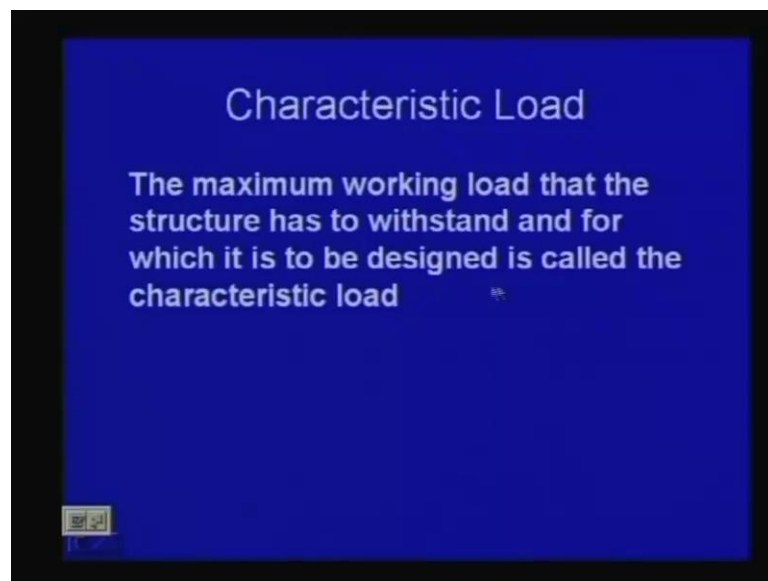 Characteristic Load
The maximum working load that the
structure has to withstand and for
which it is to be designed is called the
characteristic load